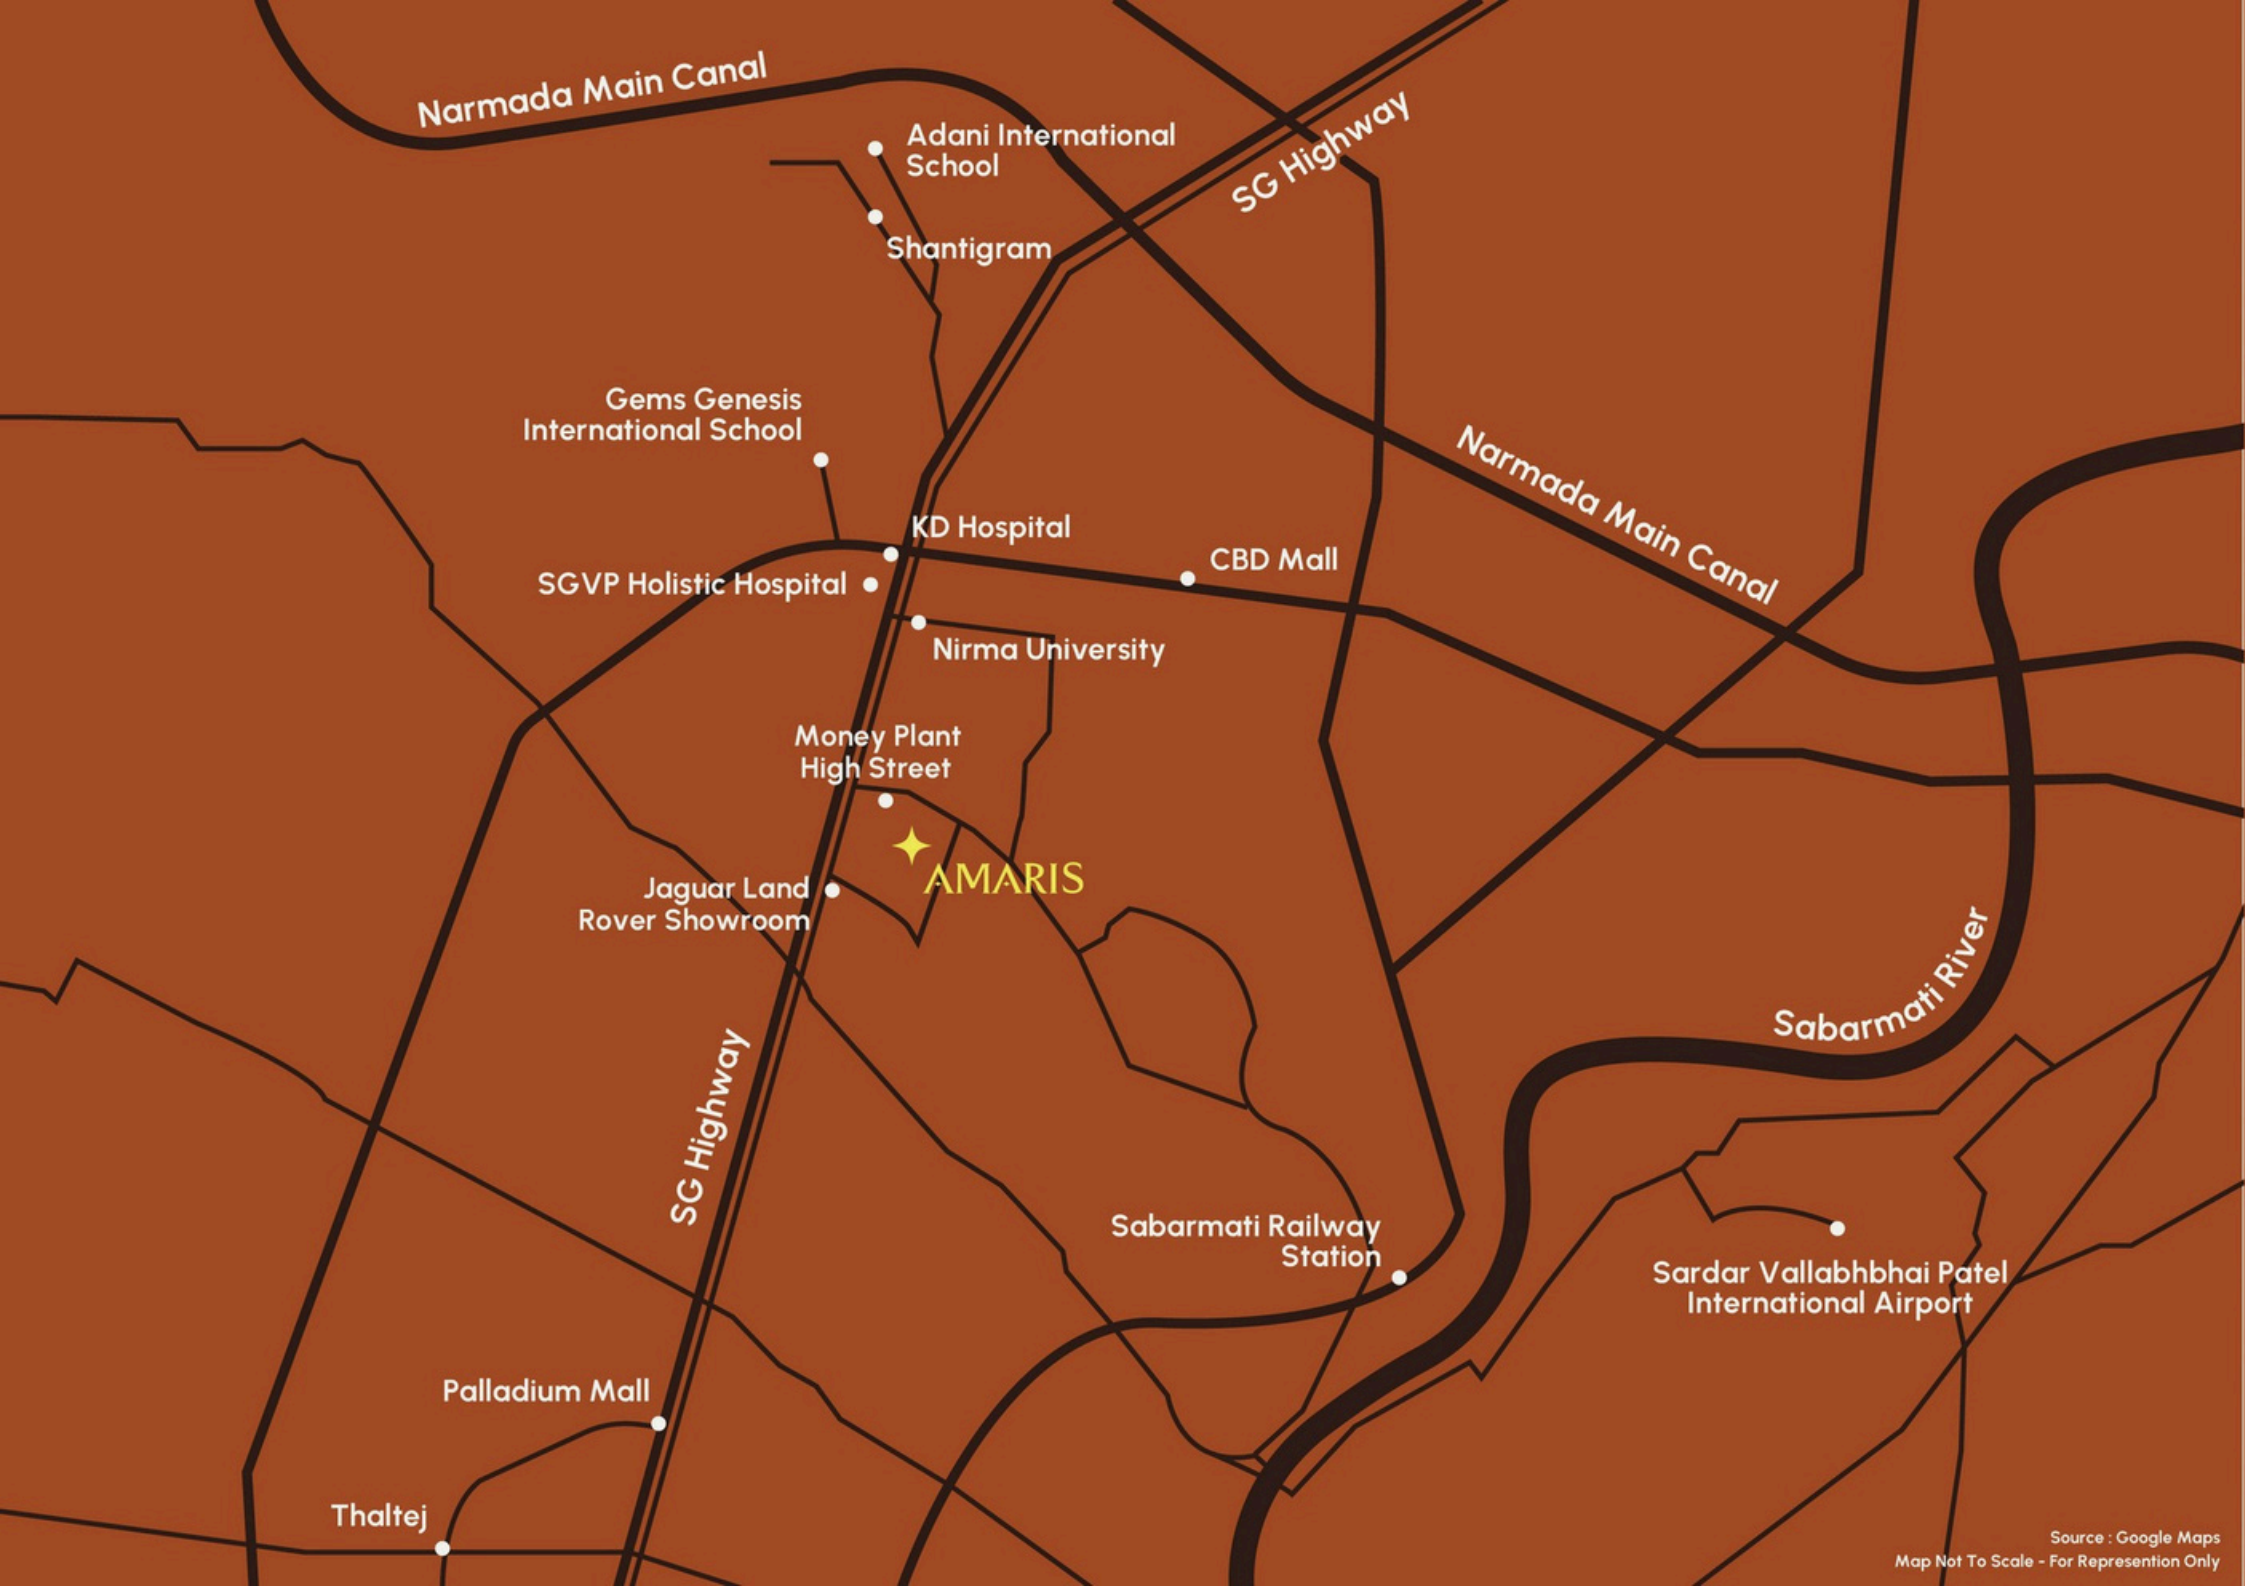 Narmada Main Canal
Adani International
School
SG Highway
Shantigram
Gems Genesis
International School
Narmada Main Canal
KD Hospital
CBD Mall
SGVP Holistic Hospital
Nirma University
Money Plant
High Street
AMARIS
Jaguar Land
Rover Showroom
Sabarmati River
SG Highway
Sabarmati Railway
Station
Sardar Vallabhbhai Patel
International Airport
Palladium Mall
Thaltej
Source : Google Maps
Map Not To Scale - For Represention Only